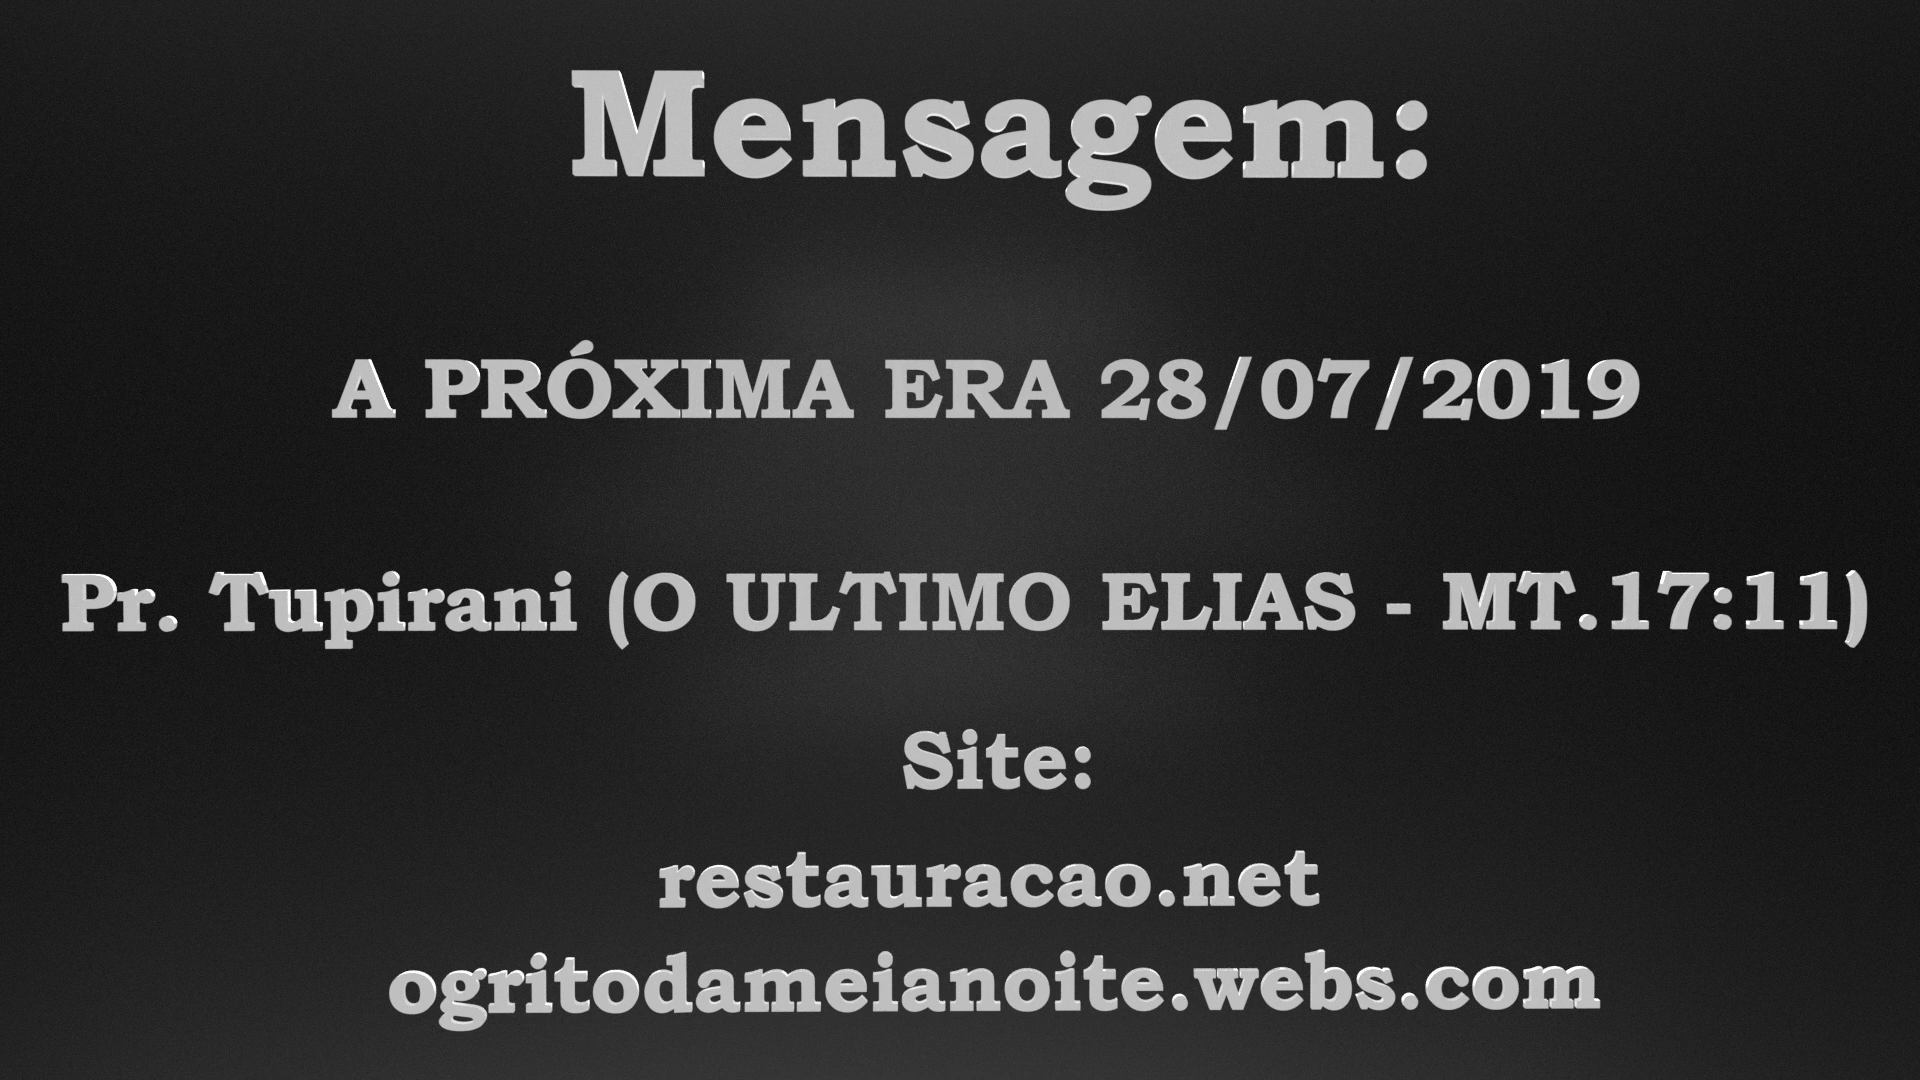 Mensagem:
A PRÓXIMA ERA 28/07/2019
Pr. Tupirani (O ULTIMO ELIAS - MT.17:11)
Site:
restauracao.net
ogritodameianoite.webs.com